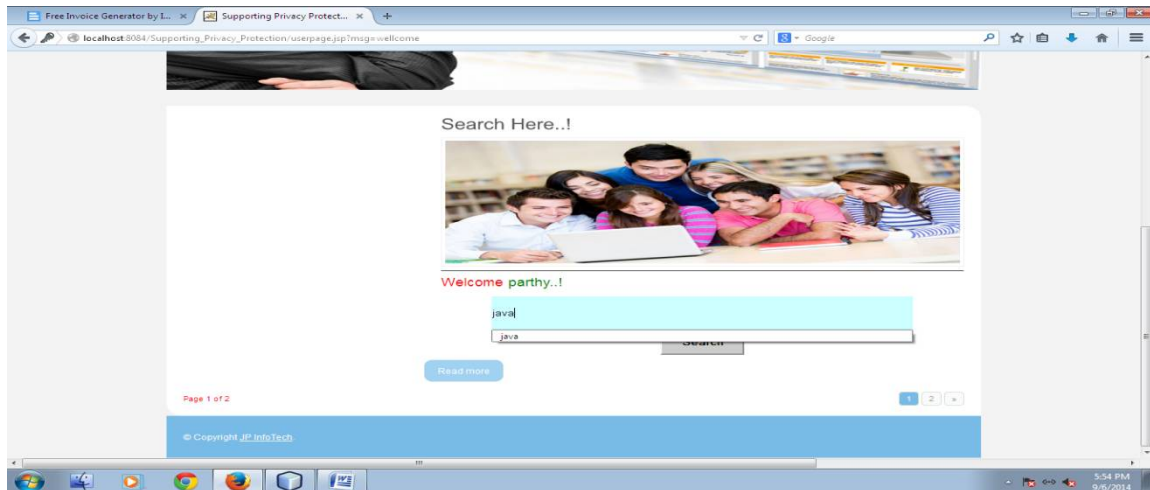 Free Invoice Generator by I...
Supporting Privacy Protect...
localhost:8084/Supporting_Privacy_Protection/userpage.jsp?msg=wellcome
Google
Search Here..!
Welcome parthy..!
java
java
Search
Read more
Page 1 of 2
1 2 »
© Copyright JP InfoTech.
5:54 PM
9/6/2014